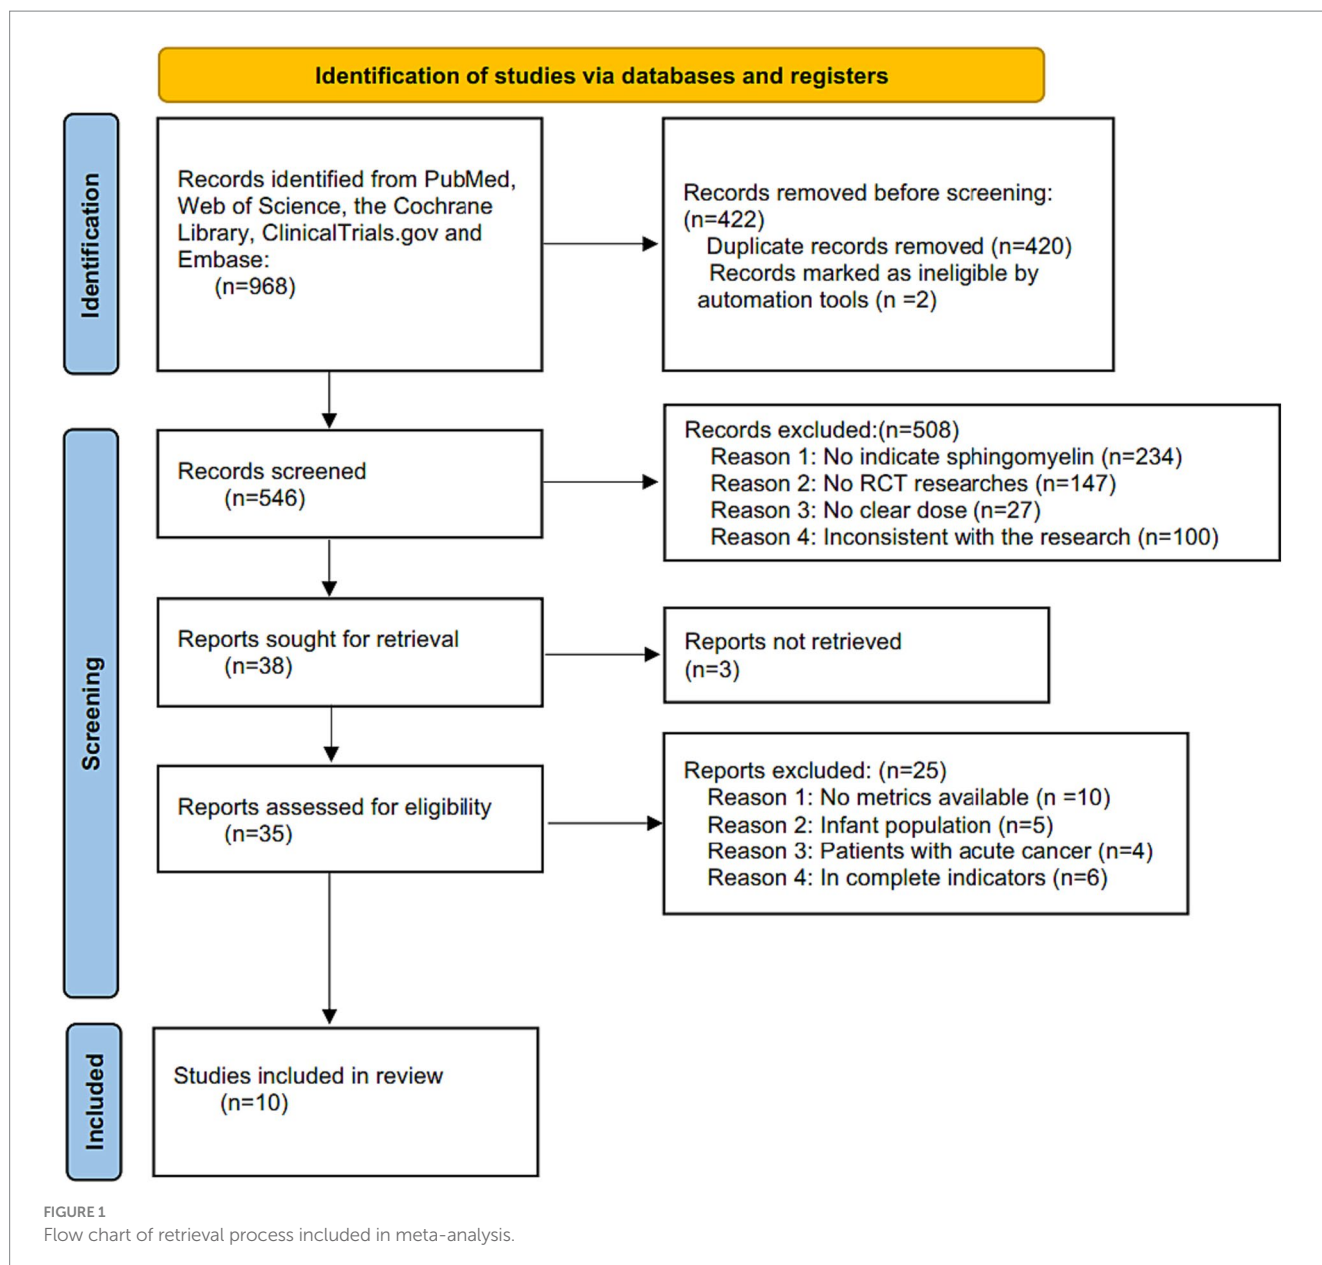 Identification of studies via databases and registers
Identification
Records identified from PubMed,
Web of Science, the Cochrane
Library, ClinicalTrials.gov and
Embase:
(n=968)
Records removed before screening:
(n=422)
Duplicate records removed (n=420)
Records marked as ineligible by
automation tools (n =2)
Screening
Records screened
(n=546)
Records excluded:(n=508)
Reason 1: No indicate sphingomyelin (n=234)
Reason 2: No RCT researches (n=147)
Reason 3: No clear dose (n=27)
Reason 4: Inconsistent with the research (n=100)
Reports sought for retrieval
(n=38)
Reports not retrieved
(n=3)
Reports assessed for eligibility
(n=35)
Reports excluded: (n=25)
Reason 1: No metrics available (n =10)
Reason 2: Infant population (n=5)
Reason 3: Patients with acute cancer (n=4)
Reason 4: In complete indicators (n=6)
Included
Studies included in review
(n=10)
FIGURE 1
Flow chart of retrieval process included in meta-analysis.